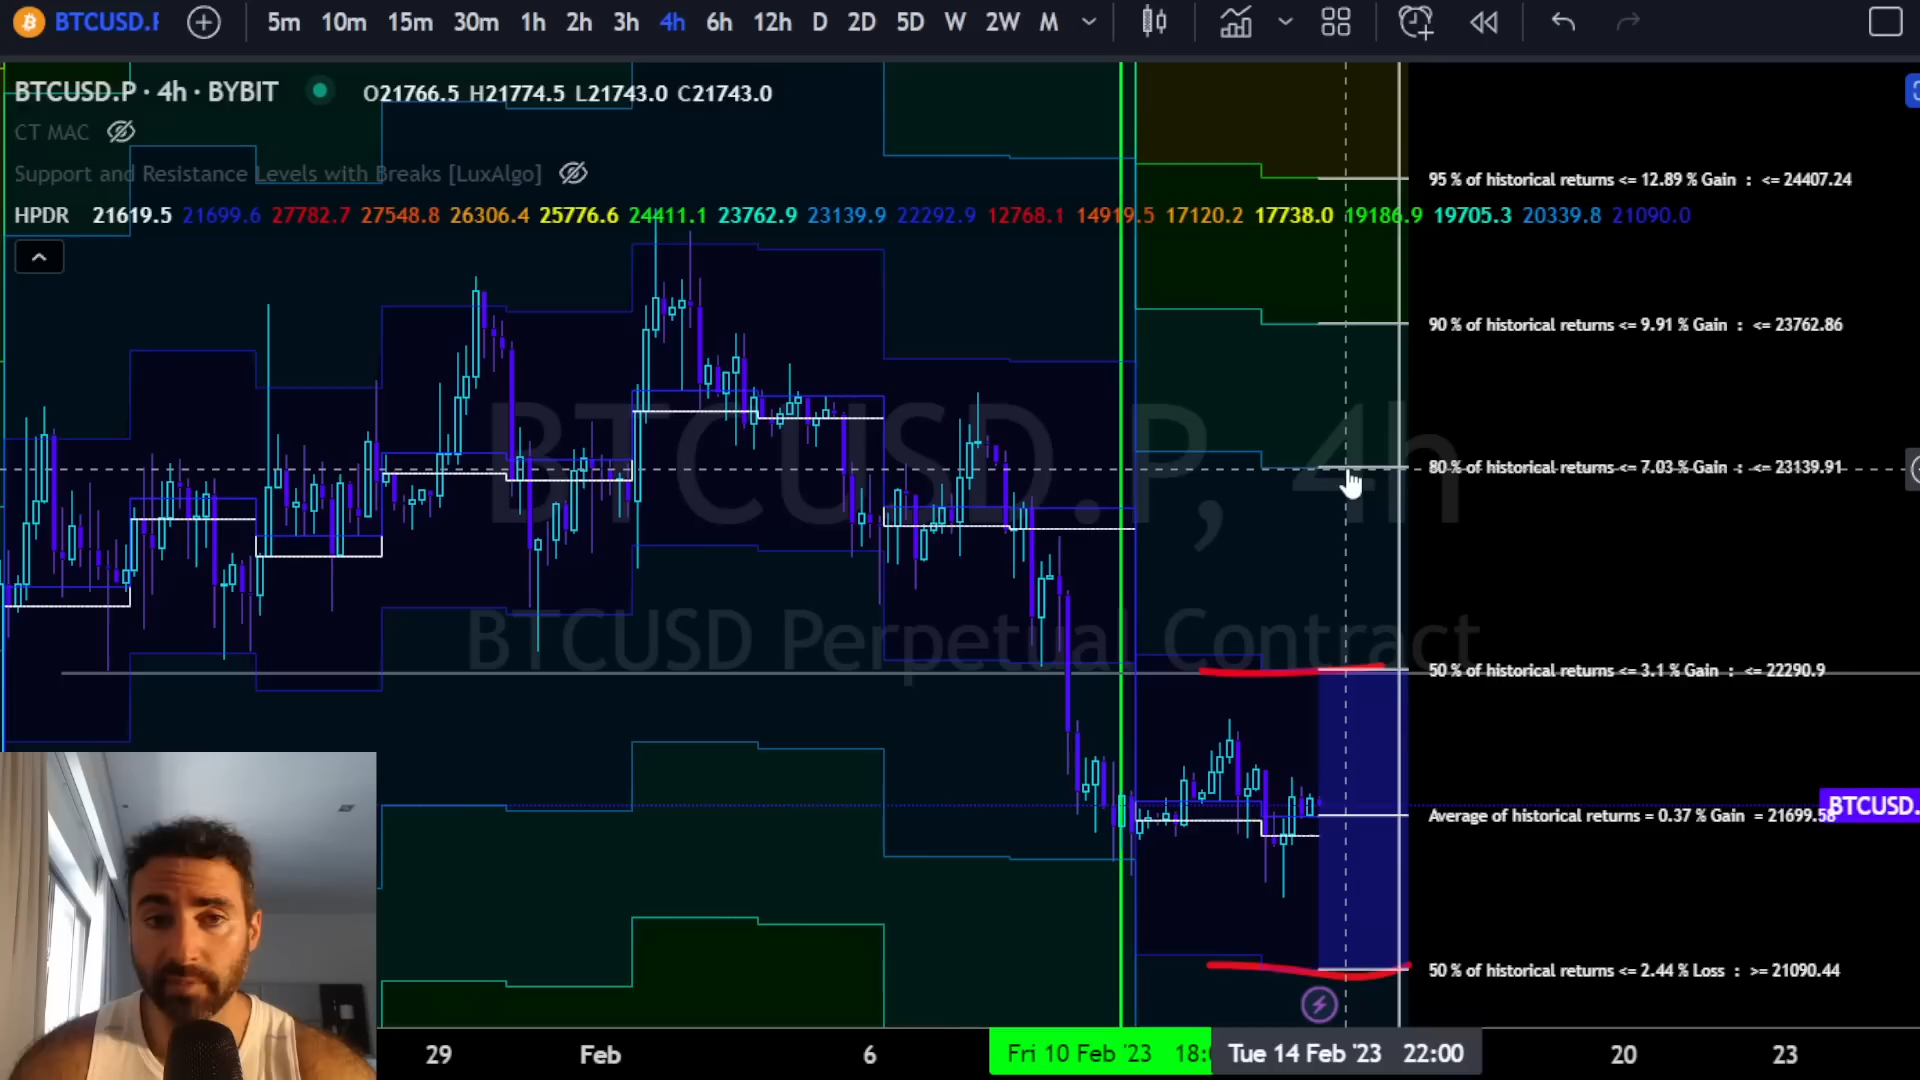 BTCUSD.P
5m 10m 15m 30m 1h 2h 3h 4h 6h 12h D 2D 5D W 2W M
BTCUSD.P · 4h · BYBIT O21766.5 H21774.5 L21743.0 C21743.0
CT MAC
Support and Resistance Levels with Breaks [LuxAlgo]
HPDR 21619.5 21699.6 27782.7 27548.8 26306.4 25776.6 24411.1 23762.9 23139.9 22292.9 12768.1 14919.5 17120.2 17738.0 19186.9 19705.3 20339.8 21090.0
95 % of historical returns <= 12.89 % Gain : <= 24407.24
90 % of historical returns <= 9.91 % Gain : <= 23762.86
BTCUSD.P, 4h
80 % of historical returns <= 7.03 % Gain : <= 23139.91
BTCUSD Perpetual Contract
50 % of historical returns <= 3.1 % Gain : <= 22290.9
Average of historical returns = 0.37 % Gain = 21699.58
BTCUSD.
50 % of historical returns <= 2.44 % Loss : >= 21090.44
29 Feb 6 Fri 10 Feb '23 18: Tue 14 Feb '23 22:00 20 23